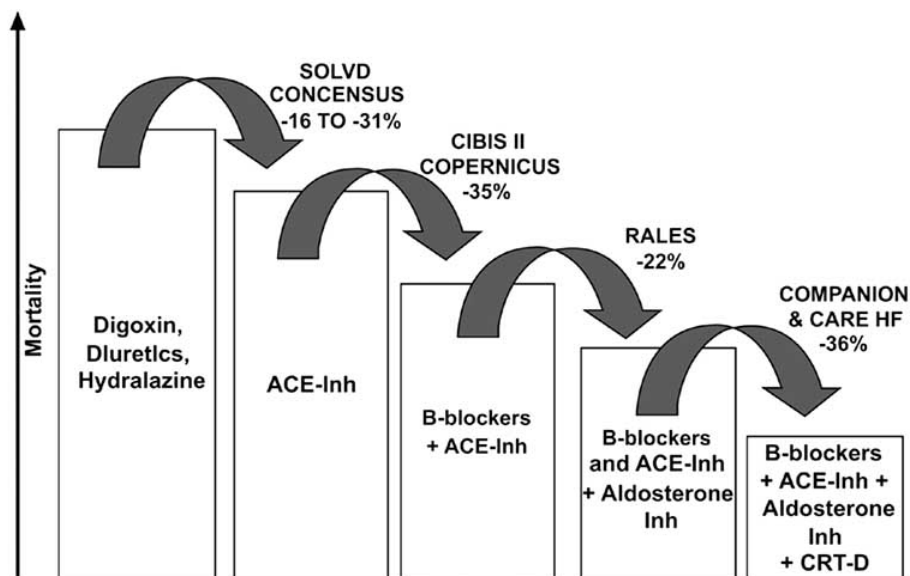 Mortality
Digoxin,
DIuretIcs,
Hydralazine
SOLVD
CONCENSUS
-16 TO -31%
ACE-Inh
CIBIS II
COPERNICUS
-35%
B-blockers
+ ACE-Inh
RALES
-22%
B-blockers
and ACE-Inh
+ Aldosterone
Inh
COMPANION
& CARE HF
-36%
B-blockers
+ ACE-Inh +
Aldosterone
Inh
+ CRT-D